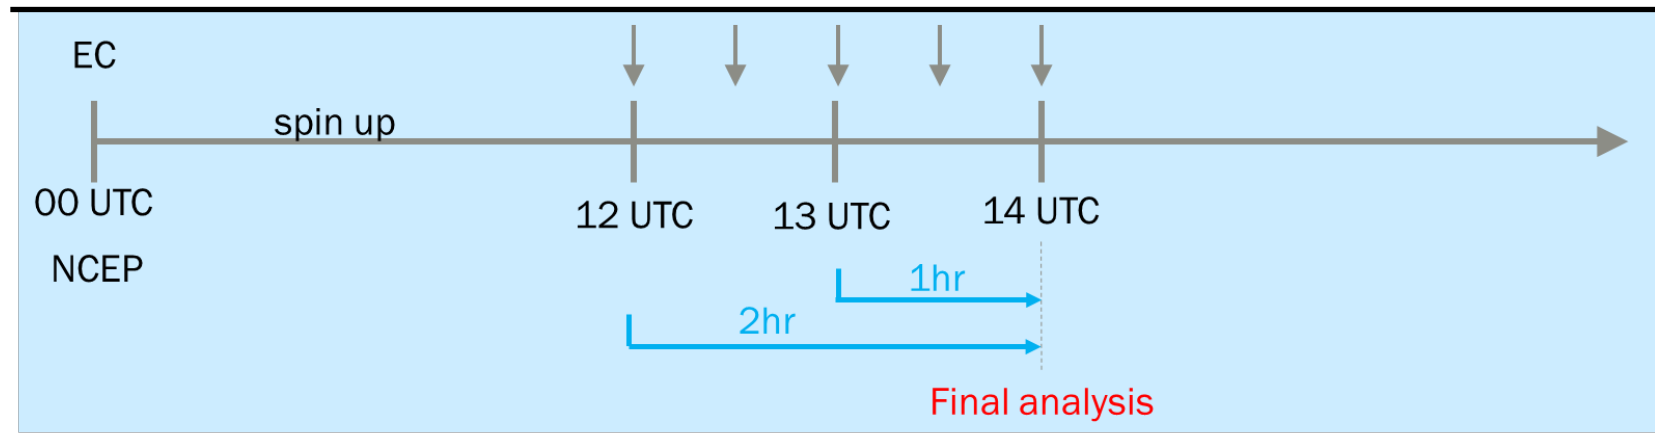 EC
spin up
00 UTC
12 UTC
13 UTC
14 UTC
NCEP
1hr
2hr
Final analysis